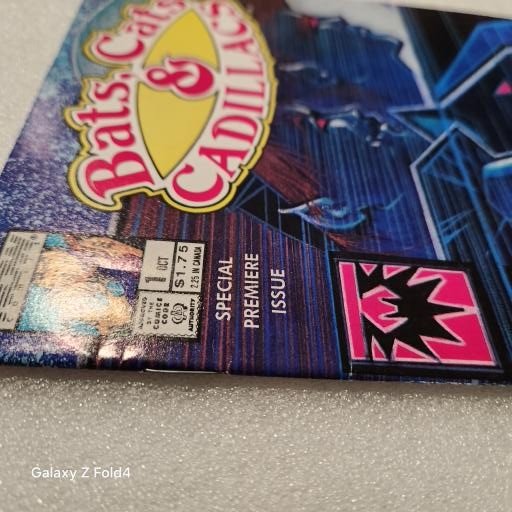 Bats, Cats
&
CADILLACS
1 OCT
$1.75
2.25 IN CANADA
APPROVED
BY THE
COMICS
CODE
AUTHORITY
SPECIAL
PREMIERE
ISSUE
Galaxy Z Fold4